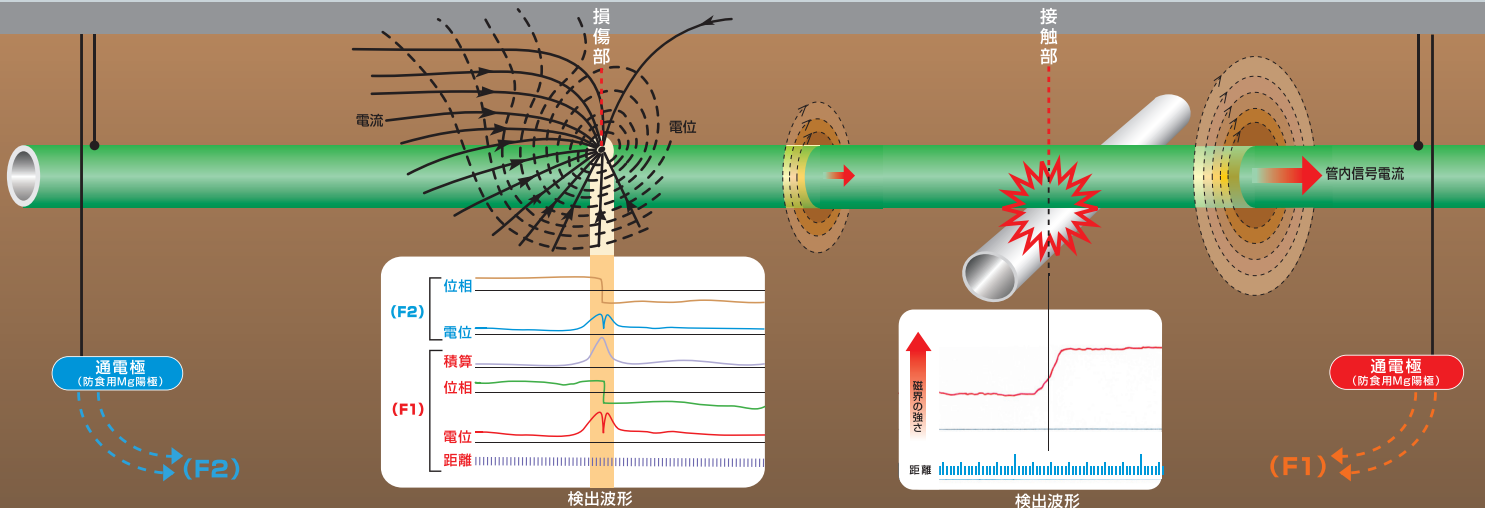 損傷部
接触部
電流
電位
管内信号電流
(F2)
位相
電位
(F1)
積算
位相
電位
距離
検出波形
磁界の強さ
距離
検出波形
通電極
(防食用Mg陽極)
(F2)
通電極
(防食用Mg陽極)
(F1)